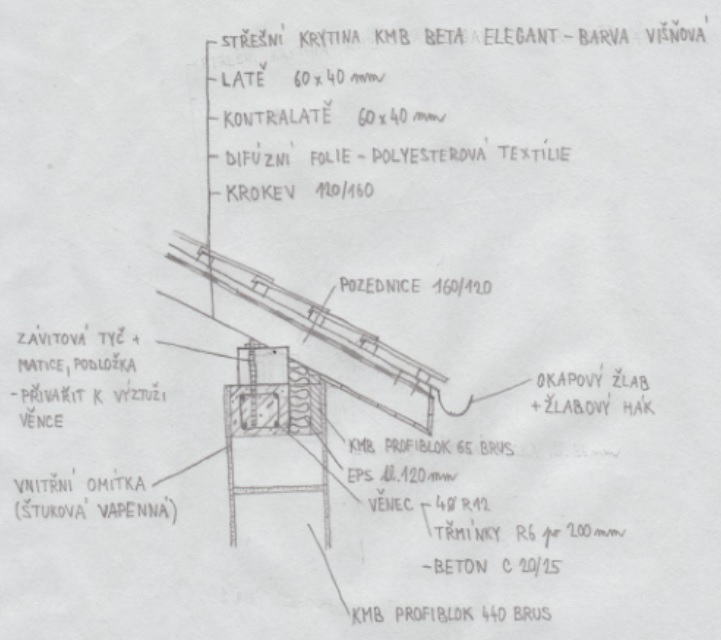 STŘEŠNÍ KRYTINA KMB BETA ELEGANT - BARVA VIŠŇOVÁ
LATĚ 60 x 40 mm
KONTRALATĚ 60 x 40 mm
DIFÚZNÍ FOLIE - POLYESTEROVÁ TEXTÍLIE
KROKEV 120/160
POZEDNICE 160/120
ZÁVITOVÁ TYČ +
MATICE, PODLOŽKA
- PŘIVAŘIT K VÝZTUŽI
VĚNCE
OKAPOVÝ ŽLAB
+ ŽLABOVÝ HÁK
KMB PROFIBLOK 65 BRUS
EPS tl. 120 mm
VNITŘNÍ OMÍTKA
(ŠTUKOVÁ VAPENNÁ)
VĚNEC - 4Ø R12
TŘMÍNKY R6 po 200 mm
- BETON C 20/25
KMB PROFIBLOK 440 BRUS